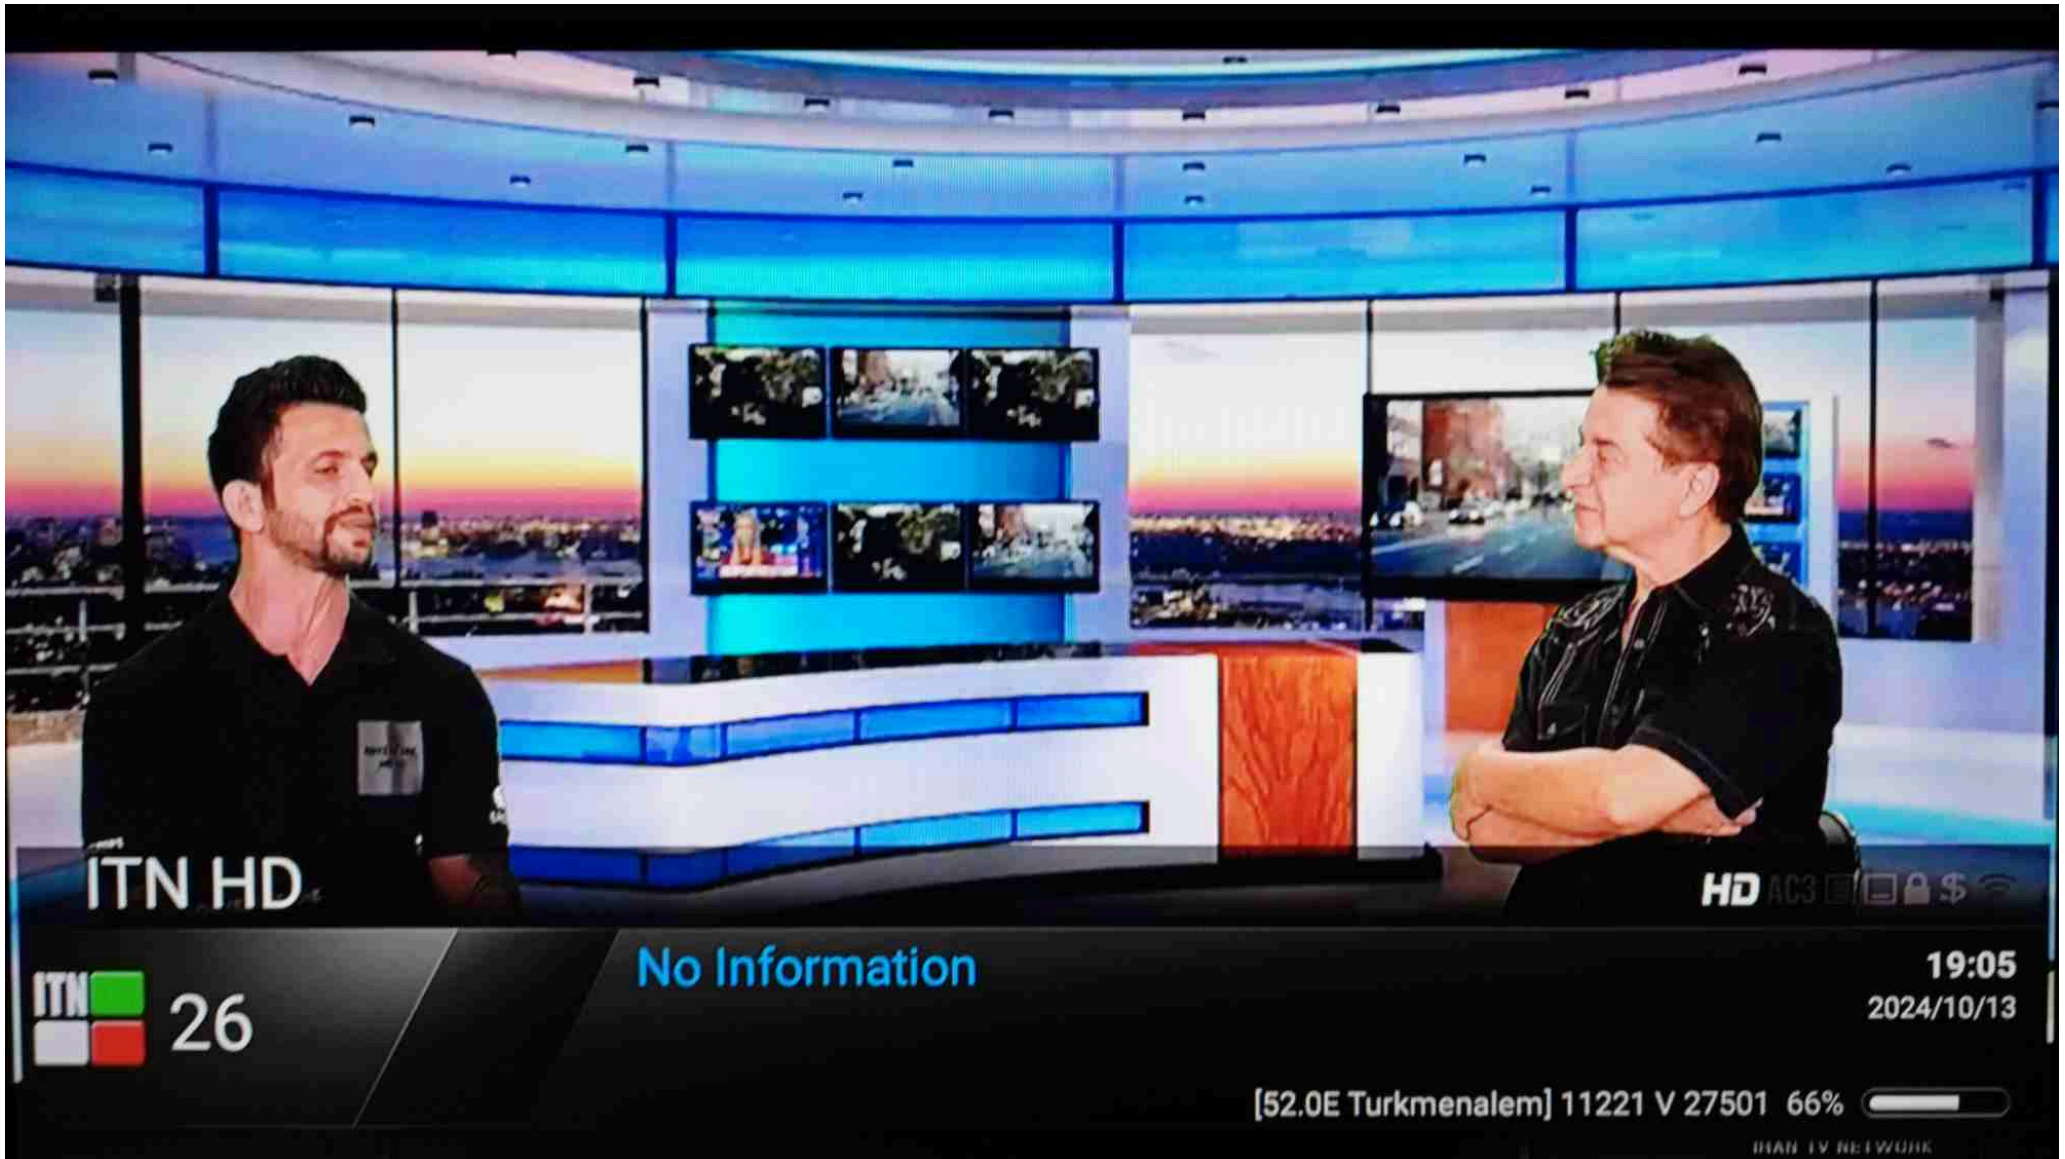 ITN HD
HD AC3 $
ITN
26
No Information
19:05
2024/10/13
[52.0E Turkmenalem] 11221 V 27501 66%
IRAN TV NETWORK